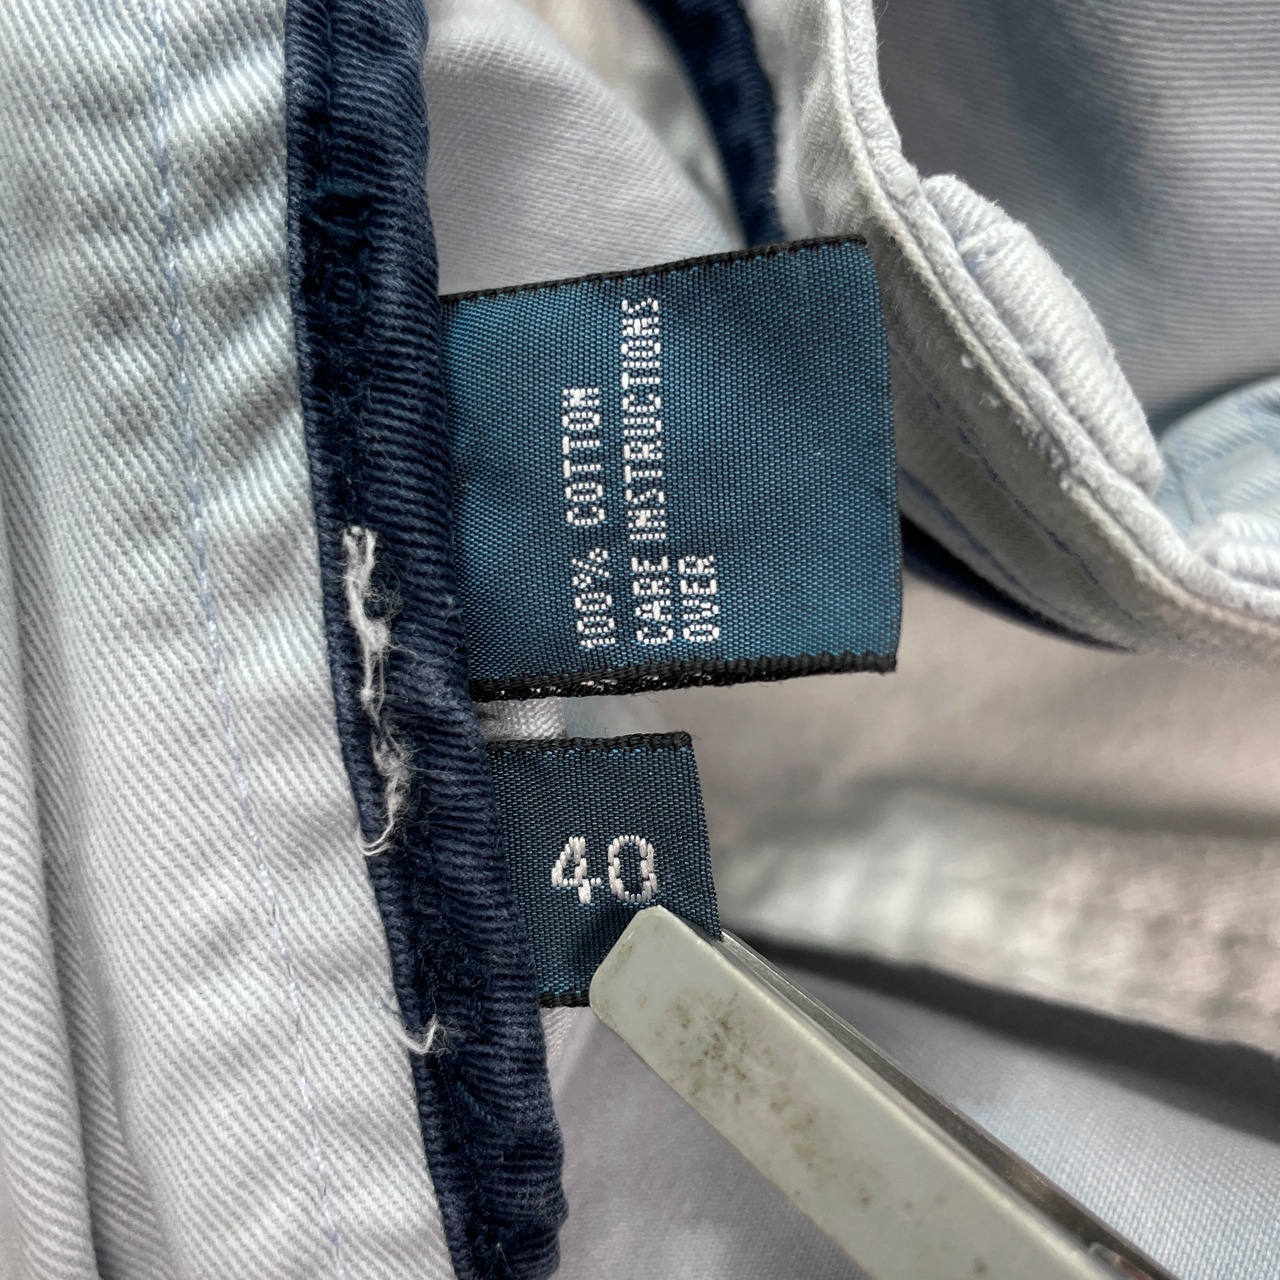 100% COTTON
CARE INSTRUCTIONS
OVER
40